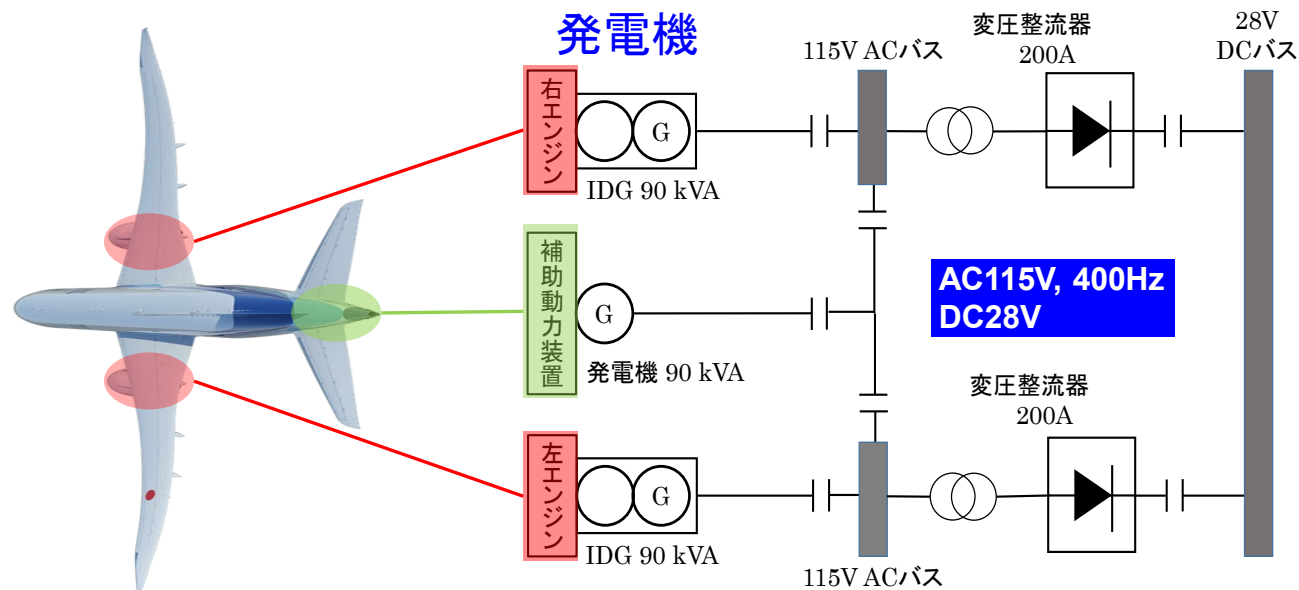 発電機
右エンジン
G
IDG 90 kVA
115V ACバス
変圧整流器
200A
28V
DCバス
補助動力装置
G
発電機 90 kVA
AC115V, 400Hz
DC28V
左エンジン
G
IDG 90 kVA
115V ACバス
変圧整流器
200A